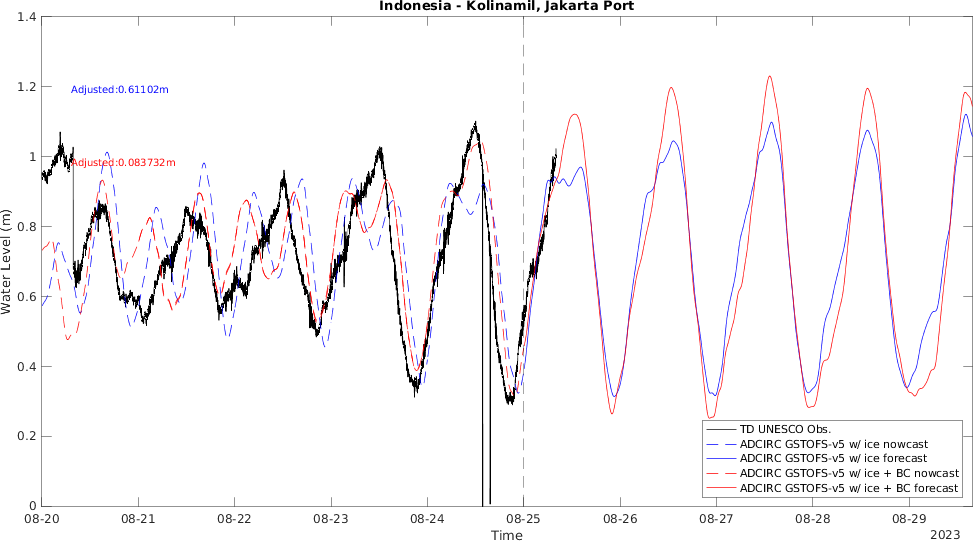 Indonesia - Kolinamil, Jakarta Port
1.4
1.2
1
0.8
0.6
0.4
0.2
0
Water Level (m)
Adjusted:0.61102m
Adjusted:0.083732m
TD UNESCO Obs.
ADCIRC GSTOFS-v5 w/ ice nowcast
ADCIRC GSTOFS-v5 w/ ice forecast
ADCIRC GSTOFS-v5 w/ ice + BC nowcast
ADCIRC GSTOFS-v5 w/ ice + BC forecast
08-20 08-21 08-22 08-23 08-24 08-25 08-26 08-27 08-28 08-29
Time
2023